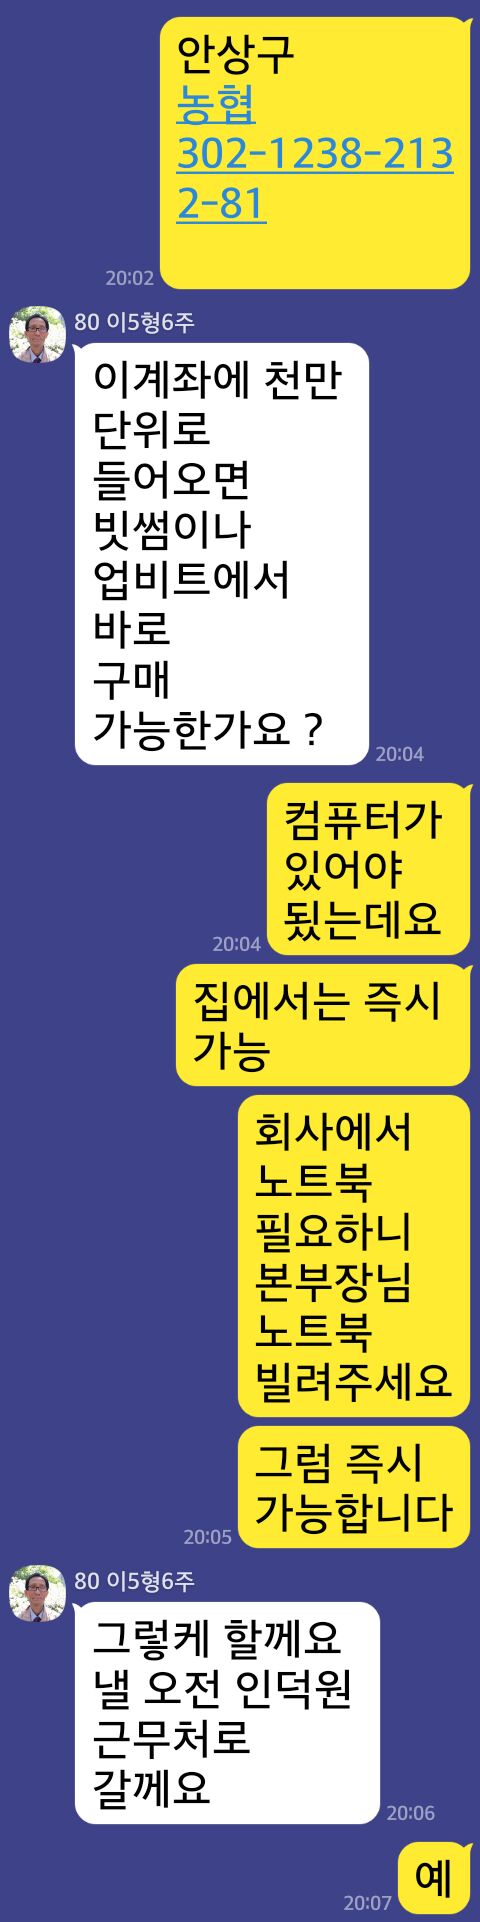 안상구
농협
302-1238-213
2-81
20:02
80 이5형6주
이계좌에 천만
단위로
들어오면
빗썸이나
업비트에서
바로
구매
가능한가요 ?
20:04
컴퓨터가
있어야
됬는데요
20:04
집에서는 즉시
가능
회사에서
노트북
필요하니
본부장님
노트북
빌려주세요
그럼 즉시
가능합니다
20:05
80 이5형6주
그렇케 할께요
낼 오전 인덕원
근무처로
갈께요
20:06
예
20:07